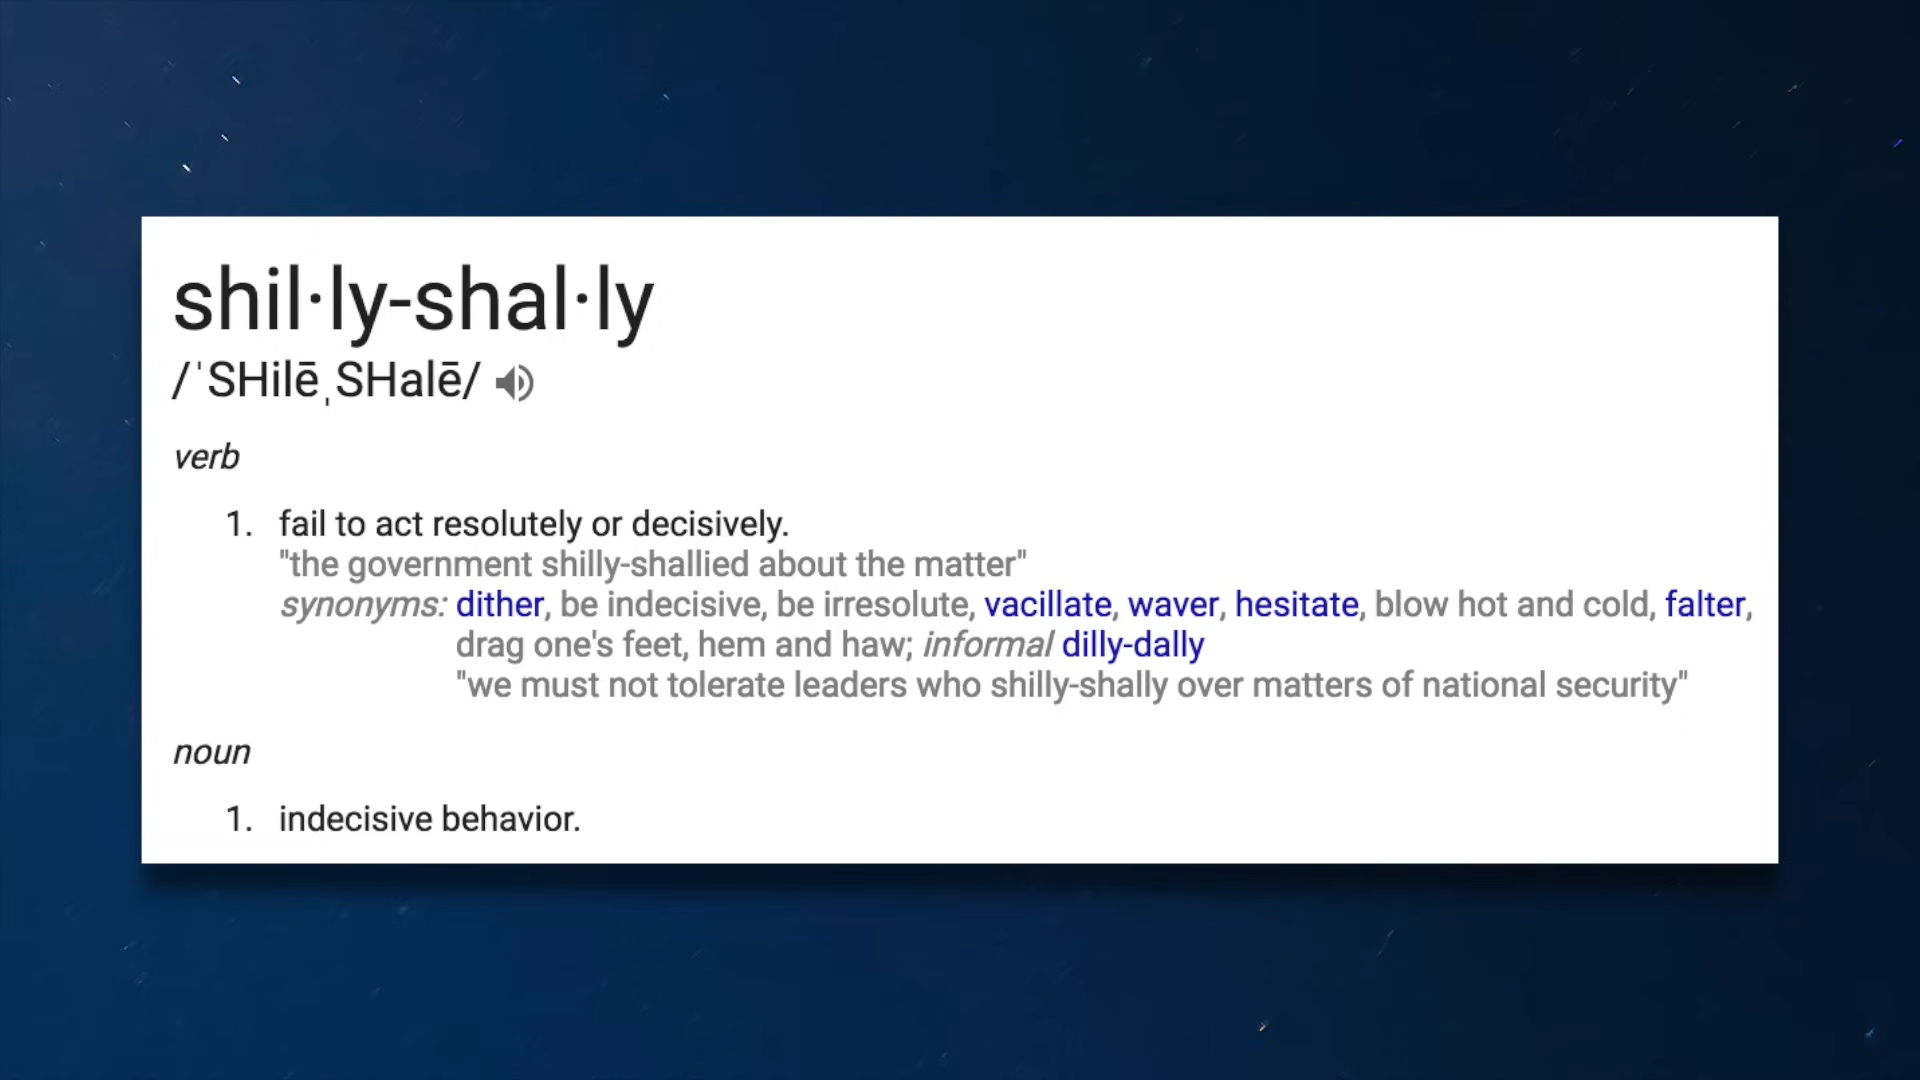 shil·ly-shal·ly
/ˈSHilēˌSHalē/
verb
1. fail to act resolutely or decisively.
"the government shilly-shallied about the matter"
synonyms: dither, be indecisive, be irresolute, vacillate, waver, hesitate, blow hot and cold, falter,
drag one's feet, hem and haw; informal dilly-dally
"we must not tolerate leaders who shilly-shally over matters of national security"
noun
1. indecisive behavior.